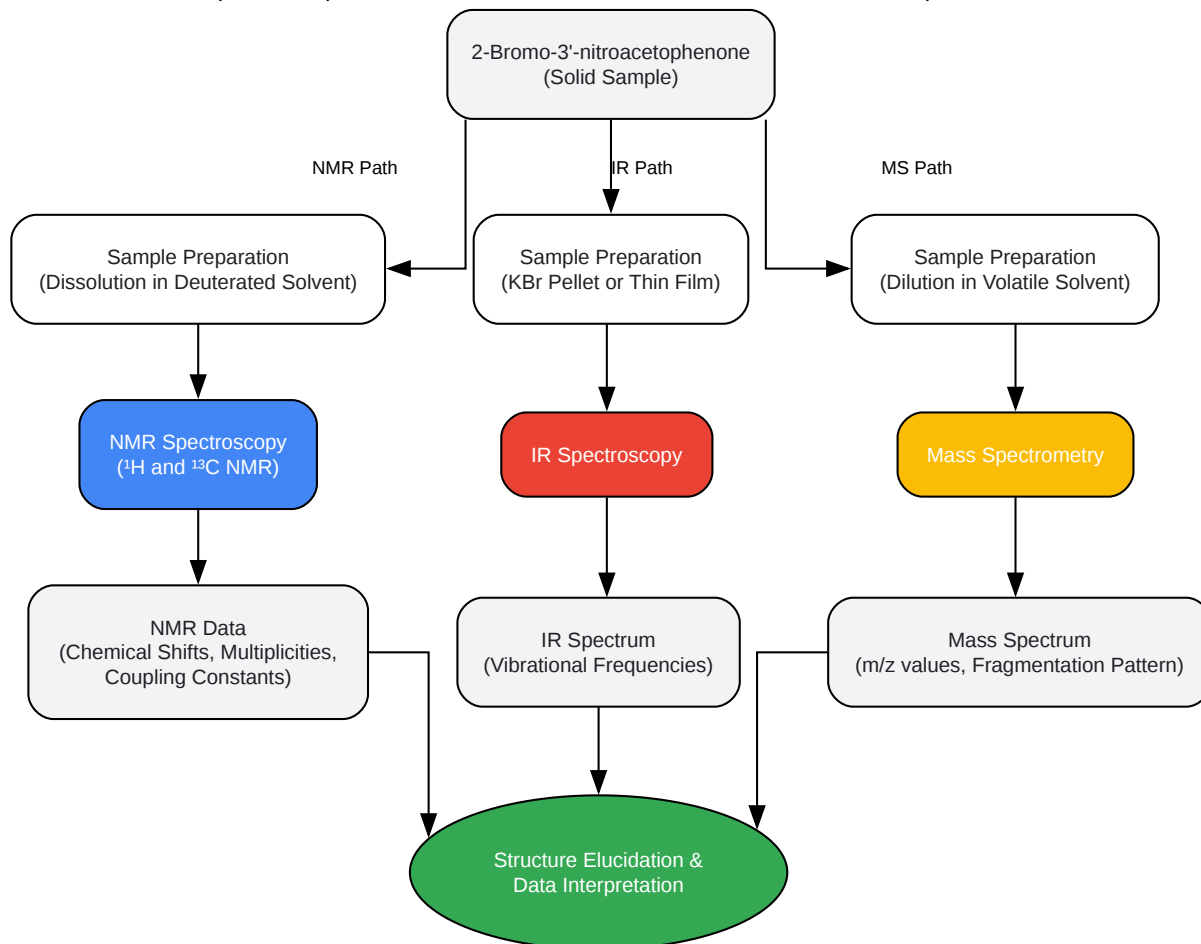 2-Bromo-3'-nitroacetophenone
(Solid Sample)
NMR Path
IR Path
MS Path
Sample Preparation
(Dissolution in Deuterated Solvent)
Sample Preparation
(KBr Pellet or Thin Film)
Sample Preparation
(Dilution in Volatile Solvent)
NMR Spectroscopy
(¹H and ¹³C NMR)
IR Spectroscopy
Mass Spectrometry
NMR Data
(Chemical Shifts, Multiplicities,
Coupling Constants)
IR Spectrum
(Vibrational Frequencies)
Mass Spectrum
(m/z values, Fragmentation Pattern)
Structure Elucidation &
Data Interpretation